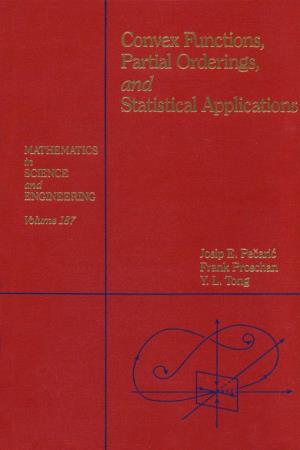 Convex Functions,
Partial Orderings,
and
Statistical Applications
MATHEMATICS
in
SCIENCE
and
ENGINEERING
Volume 187
Josip E. Pečarić
Frank Proschan
Y. L. Tong